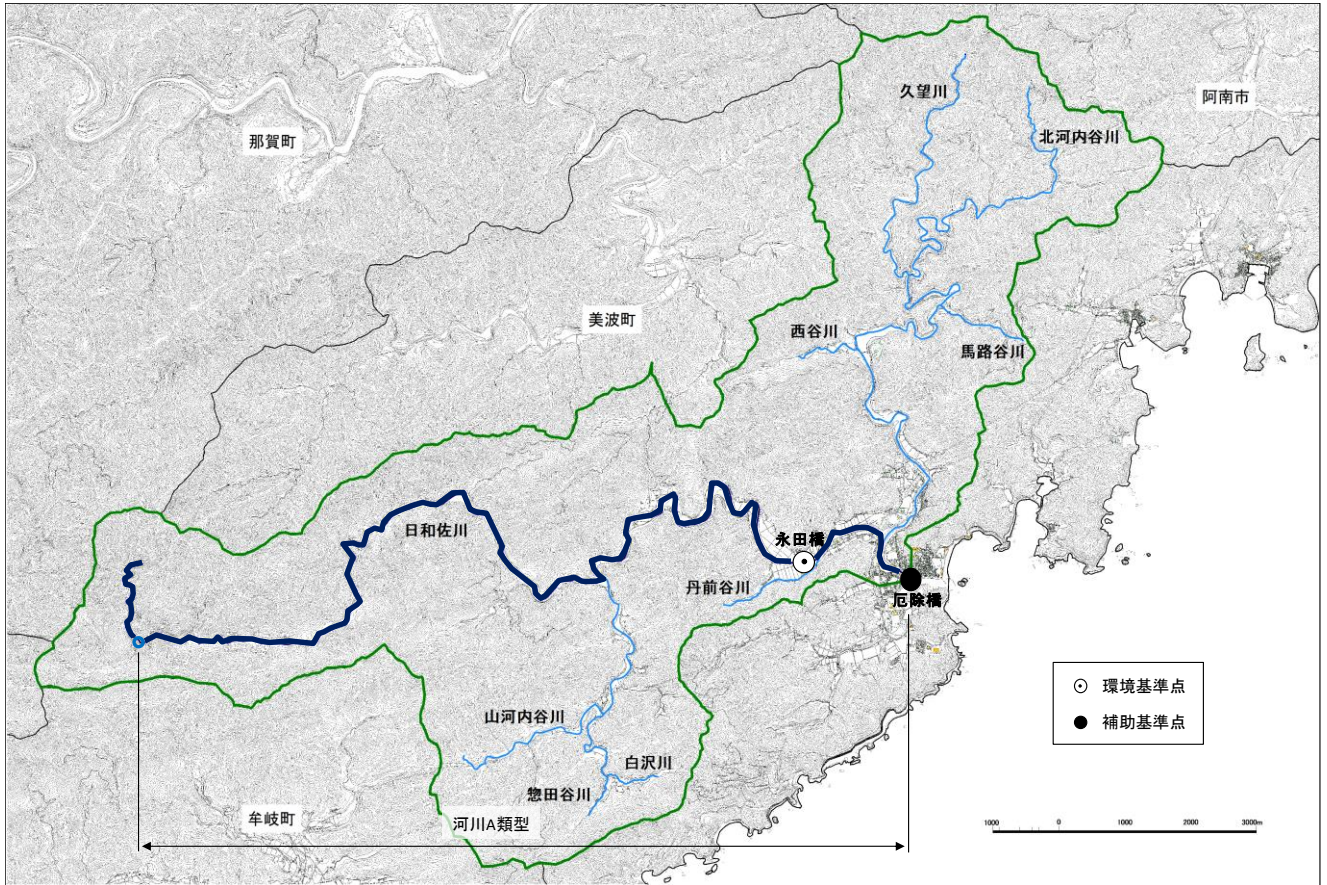 久望川
阿南市
那賀町
北河内谷川
美波町
西谷川
馬路谷川
日和佐川
永田橋
丹前谷川
厄除橋
環境基準点
補助基準点
山河内谷川
白沢川
惣田谷川
牟岐町
河川A類型
1000 0 1000 2000 3000m